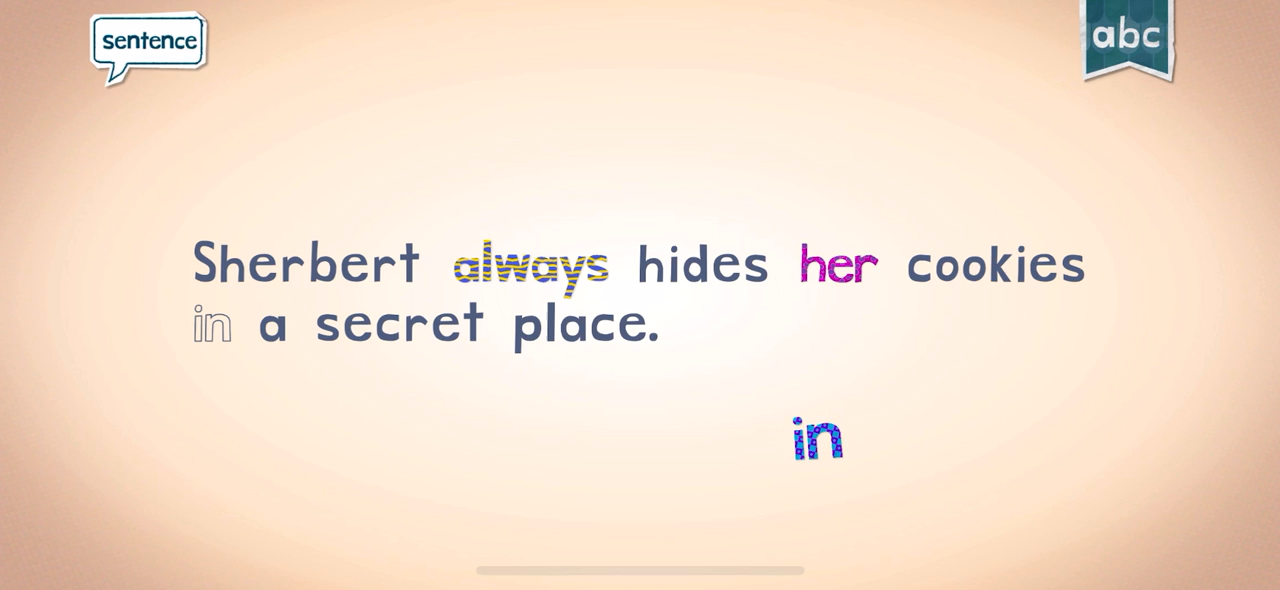 sentence
abc
Sherbert always hides her cookies
in a secret place.
in